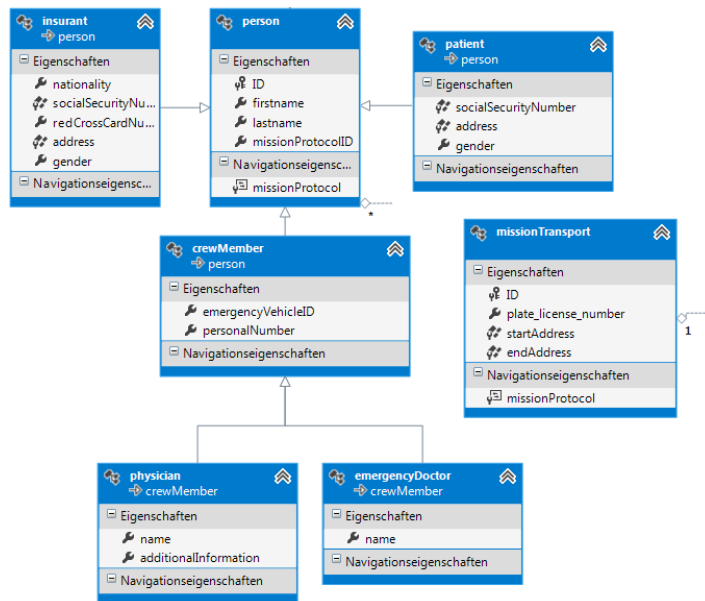 insurant
person
Eigenschaften
nationality
socialSecurityNu...
redCrossCardNu...
address
gender
Navigationseigensc...
person
Eigenschaften
ID
firstname
lastname
missionProtocolID
Navigationseigensc...
missionProtocol
*
patient
person
Eigenschaften
socialSecurityNumber
address
gender
Navigationseigenschaften
crewMember
person
Eigenschaften
emergencyVehicleID
personalNumber
Navigationseigenschaften
missionTransport
Eigenschaften
ID
plate_license_number
startAddress
endAddress
Navigationseigenschaften
missionProtocol
1
physician
crewMember
Eigenschaften
name
additionalInformation
Navigationseigenschaften
emergencyDoctor
crewMember
Eigenschaften
name
Navigationseigenschaften